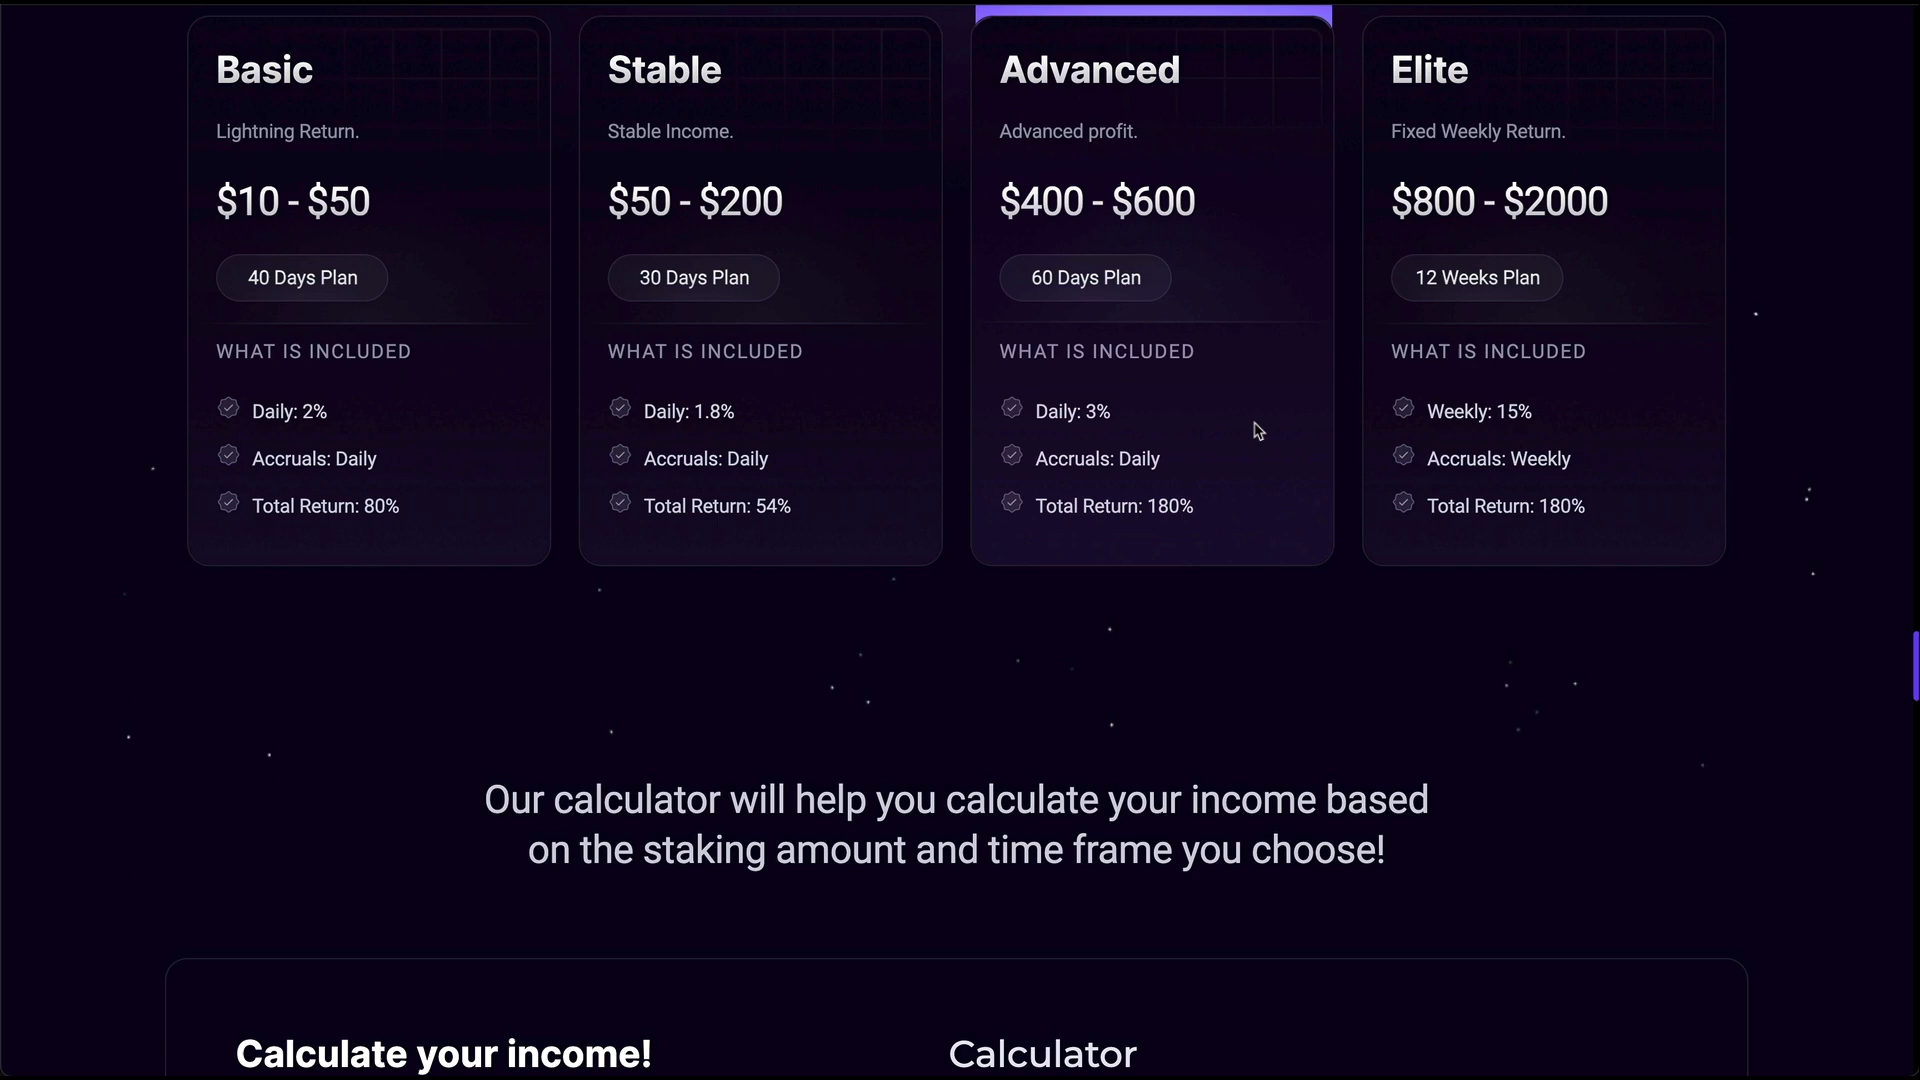 Basic
Lightning Return.
$10 - $50
40 Days Plan
WHAT IS INCLUDED
Daily: 2%
Accruals: Daily
Total Return: 80%
Stable
Stable Income.
$50 - $200
30 Days Plan
WHAT IS INCLUDED
Daily: 1.8%
Accruals: Daily
Total Return: 54%
Advanced
Advanced profit.
$400 - $600
60 Days Plan
WHAT IS INCLUDED
Daily: 3%
Accruals: Daily
Total Return: 180%
Elite
Fixed Weekly Return.
$800 - $2000
12 Weeks Plan
WHAT IS INCLUDED
Weekly: 15%
Accruals: Weekly
Total Return: 180%
Our calculator will help you calculate your income based
on the staking amount and time frame you choose!
Calculate your income!
Calculator